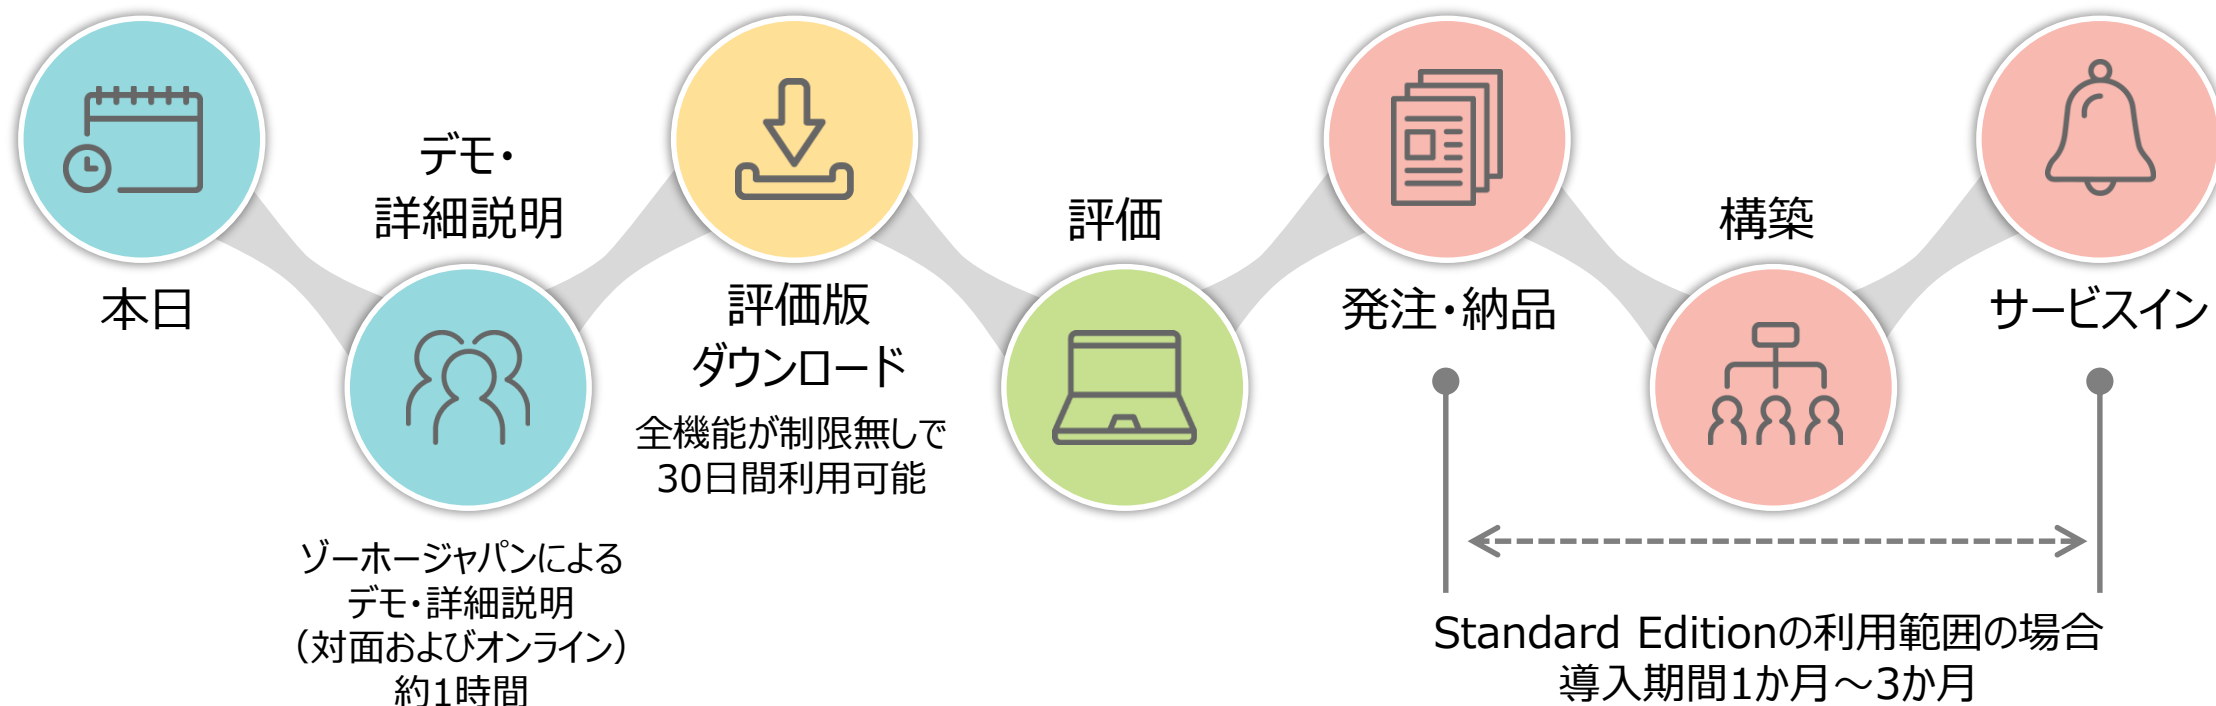 本日
デモ・
詳細説明
ゾーホージャパンによる
デモ・詳細説明
（対面およびオンライン）
約1時間
評価版
ダウンロード
全機能が制限無しで
30日間利用可能
評価
発注・納品
構築
サービスイン
Standard Editionの利用範囲の場合
導入期間1か月～3か月